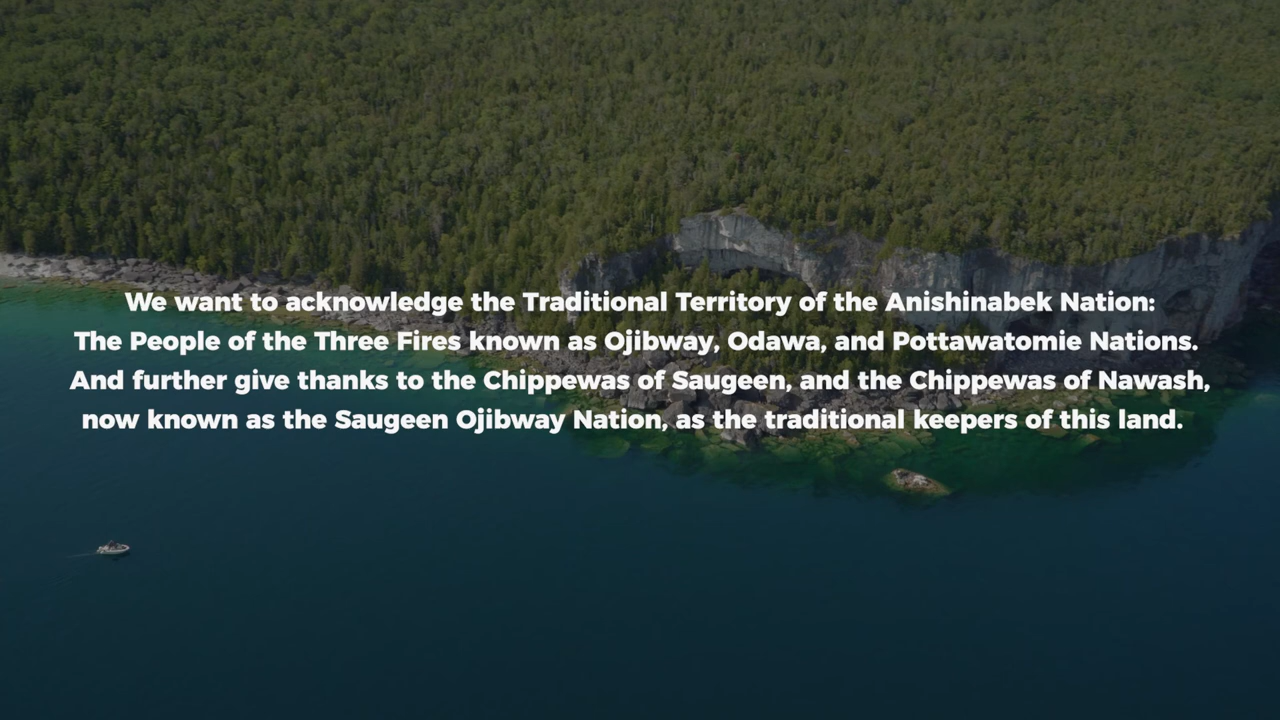 We want to acknowledge the Traditional Territory of the Anishinabek Nation:
The People of the Three Fires known as Ojibway, Odawa, and Pottawatomie Nations.
And further give thanks to the Chippewas of Saugeen, and the Chippewas of Nawash,
now known as the Saugeen Ojibway Nation, as the traditional keepers of this land.